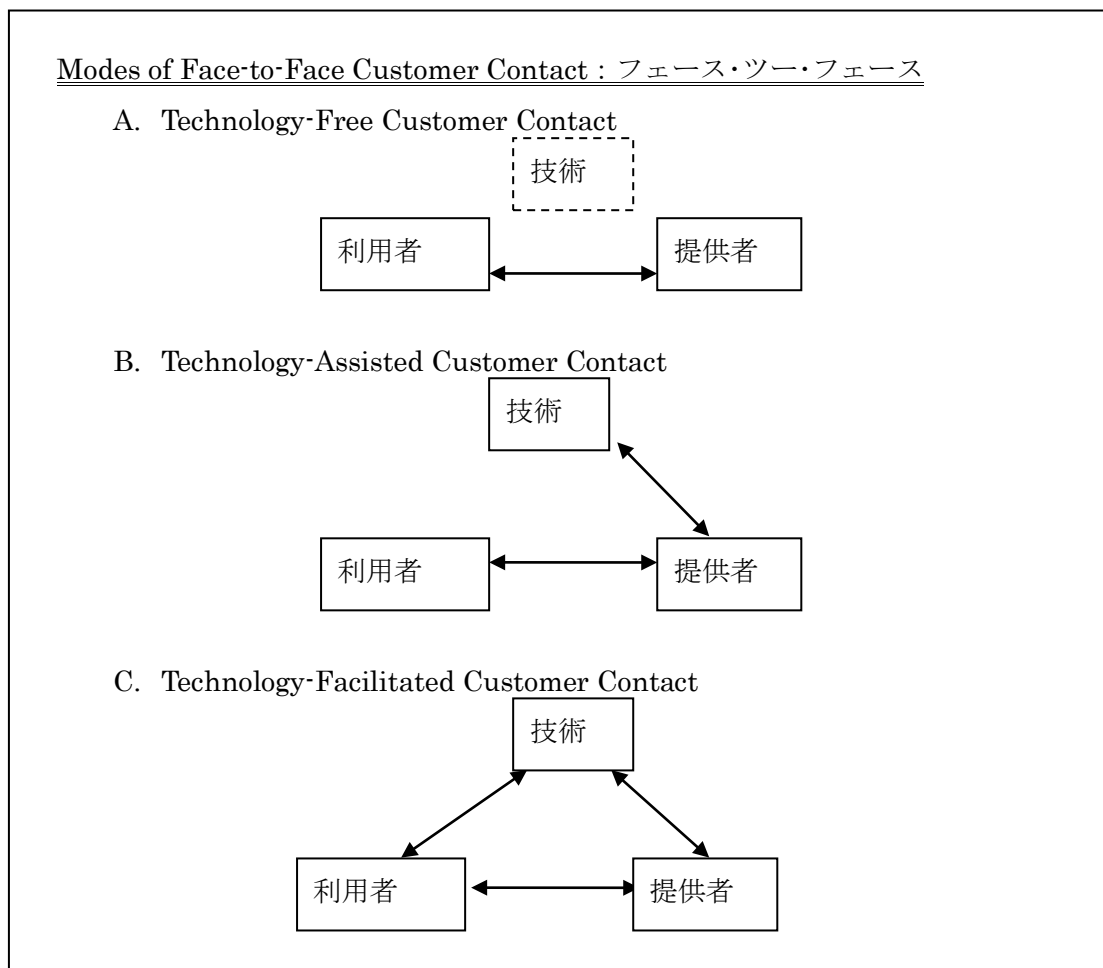 Modes of Face-to-Face Customer Contact：フェース・ツー・フェース
A. Technology-Free Customer Contact
技術
利用者
提供者
B. Technology-Assisted Customer Contact
技術
利用者
提供者
C. Technology-Facilitated Customer Contact
技術
利用者
提供者